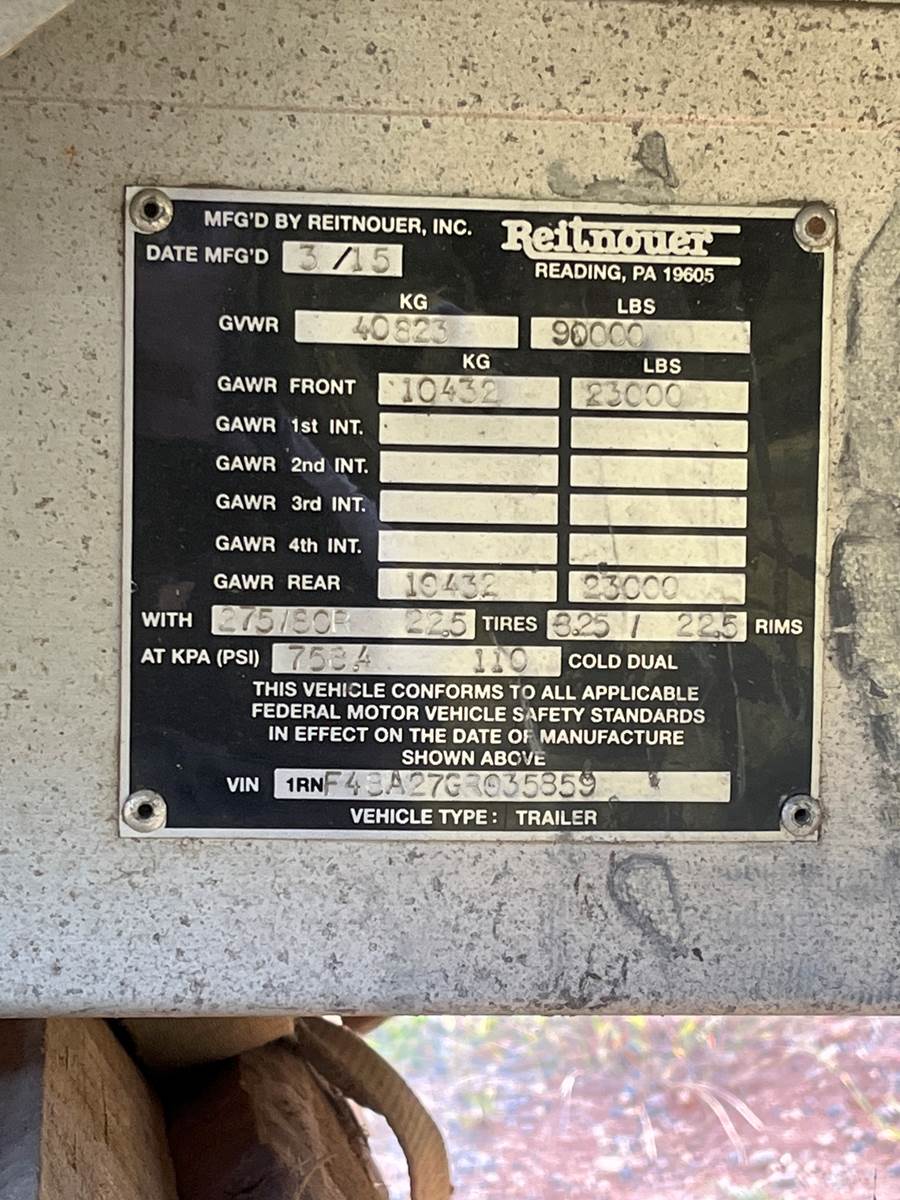 MFG'D BY REITNOUER, INC.
Reitnouer
DATE MFG'D 3/15
READING, PA 19605
KG LBS
GVWR 40823 90000
KG LBS
GAWR FRONT 10432 23000
GAWR 1st INT.
GAWR 2nd INT.
GAWR 3rd INT.
GAWR 4th INT.
GAWR REAR 10432 23000
WITH 275/80R 22.5 TIRES 8.25 / 22.5 RIMS
AT KPA (PSI) 758.4 110 COLD DUAL
THIS VEHICLE CONFORMS TO ALL APPLICABLE
FEDERAL MOTOR VEHICLE SAFETY STANDARDS
IN EFFECT ON THE DATE OF MANUFACTURE
SHOWN ABOVE
VIN 1RNF48A27GR035859
VEHICLE TYPE: TRAILER